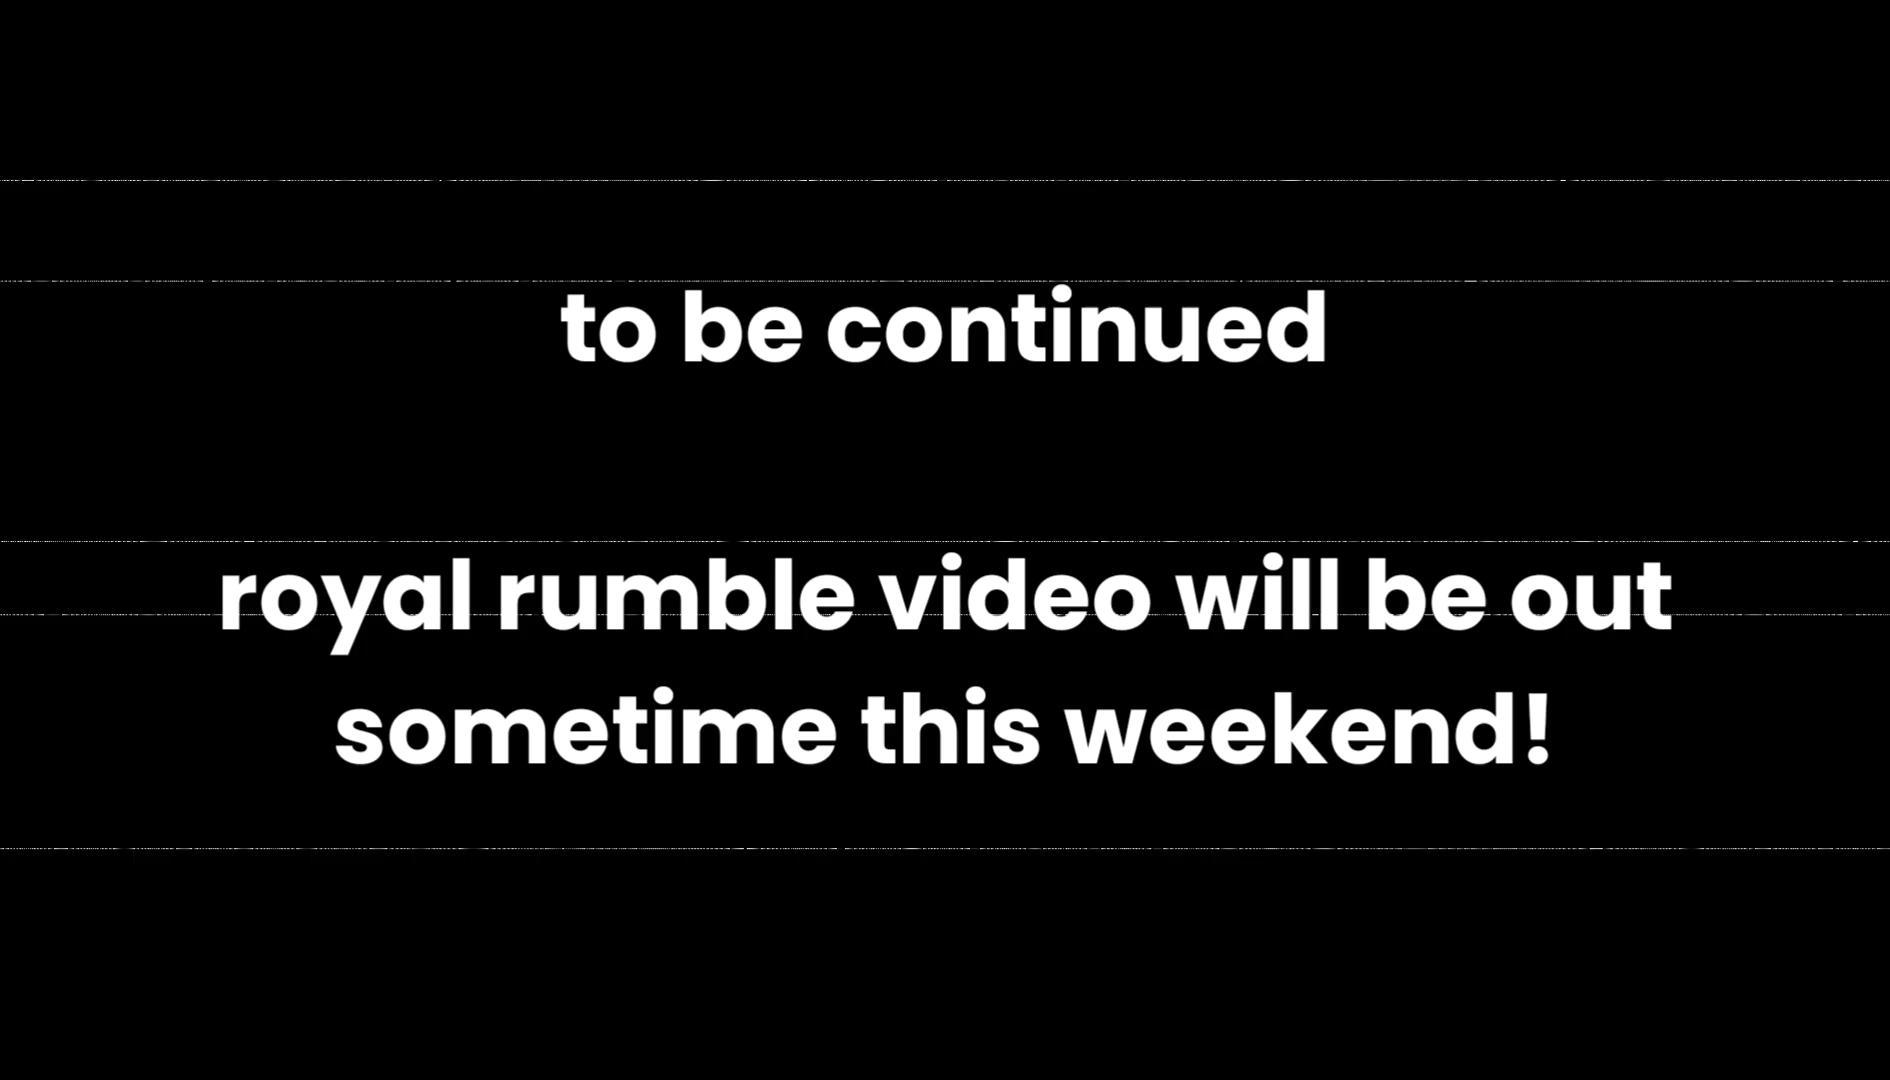 to be continued
royal rumble video will be out
sometime this weekend!